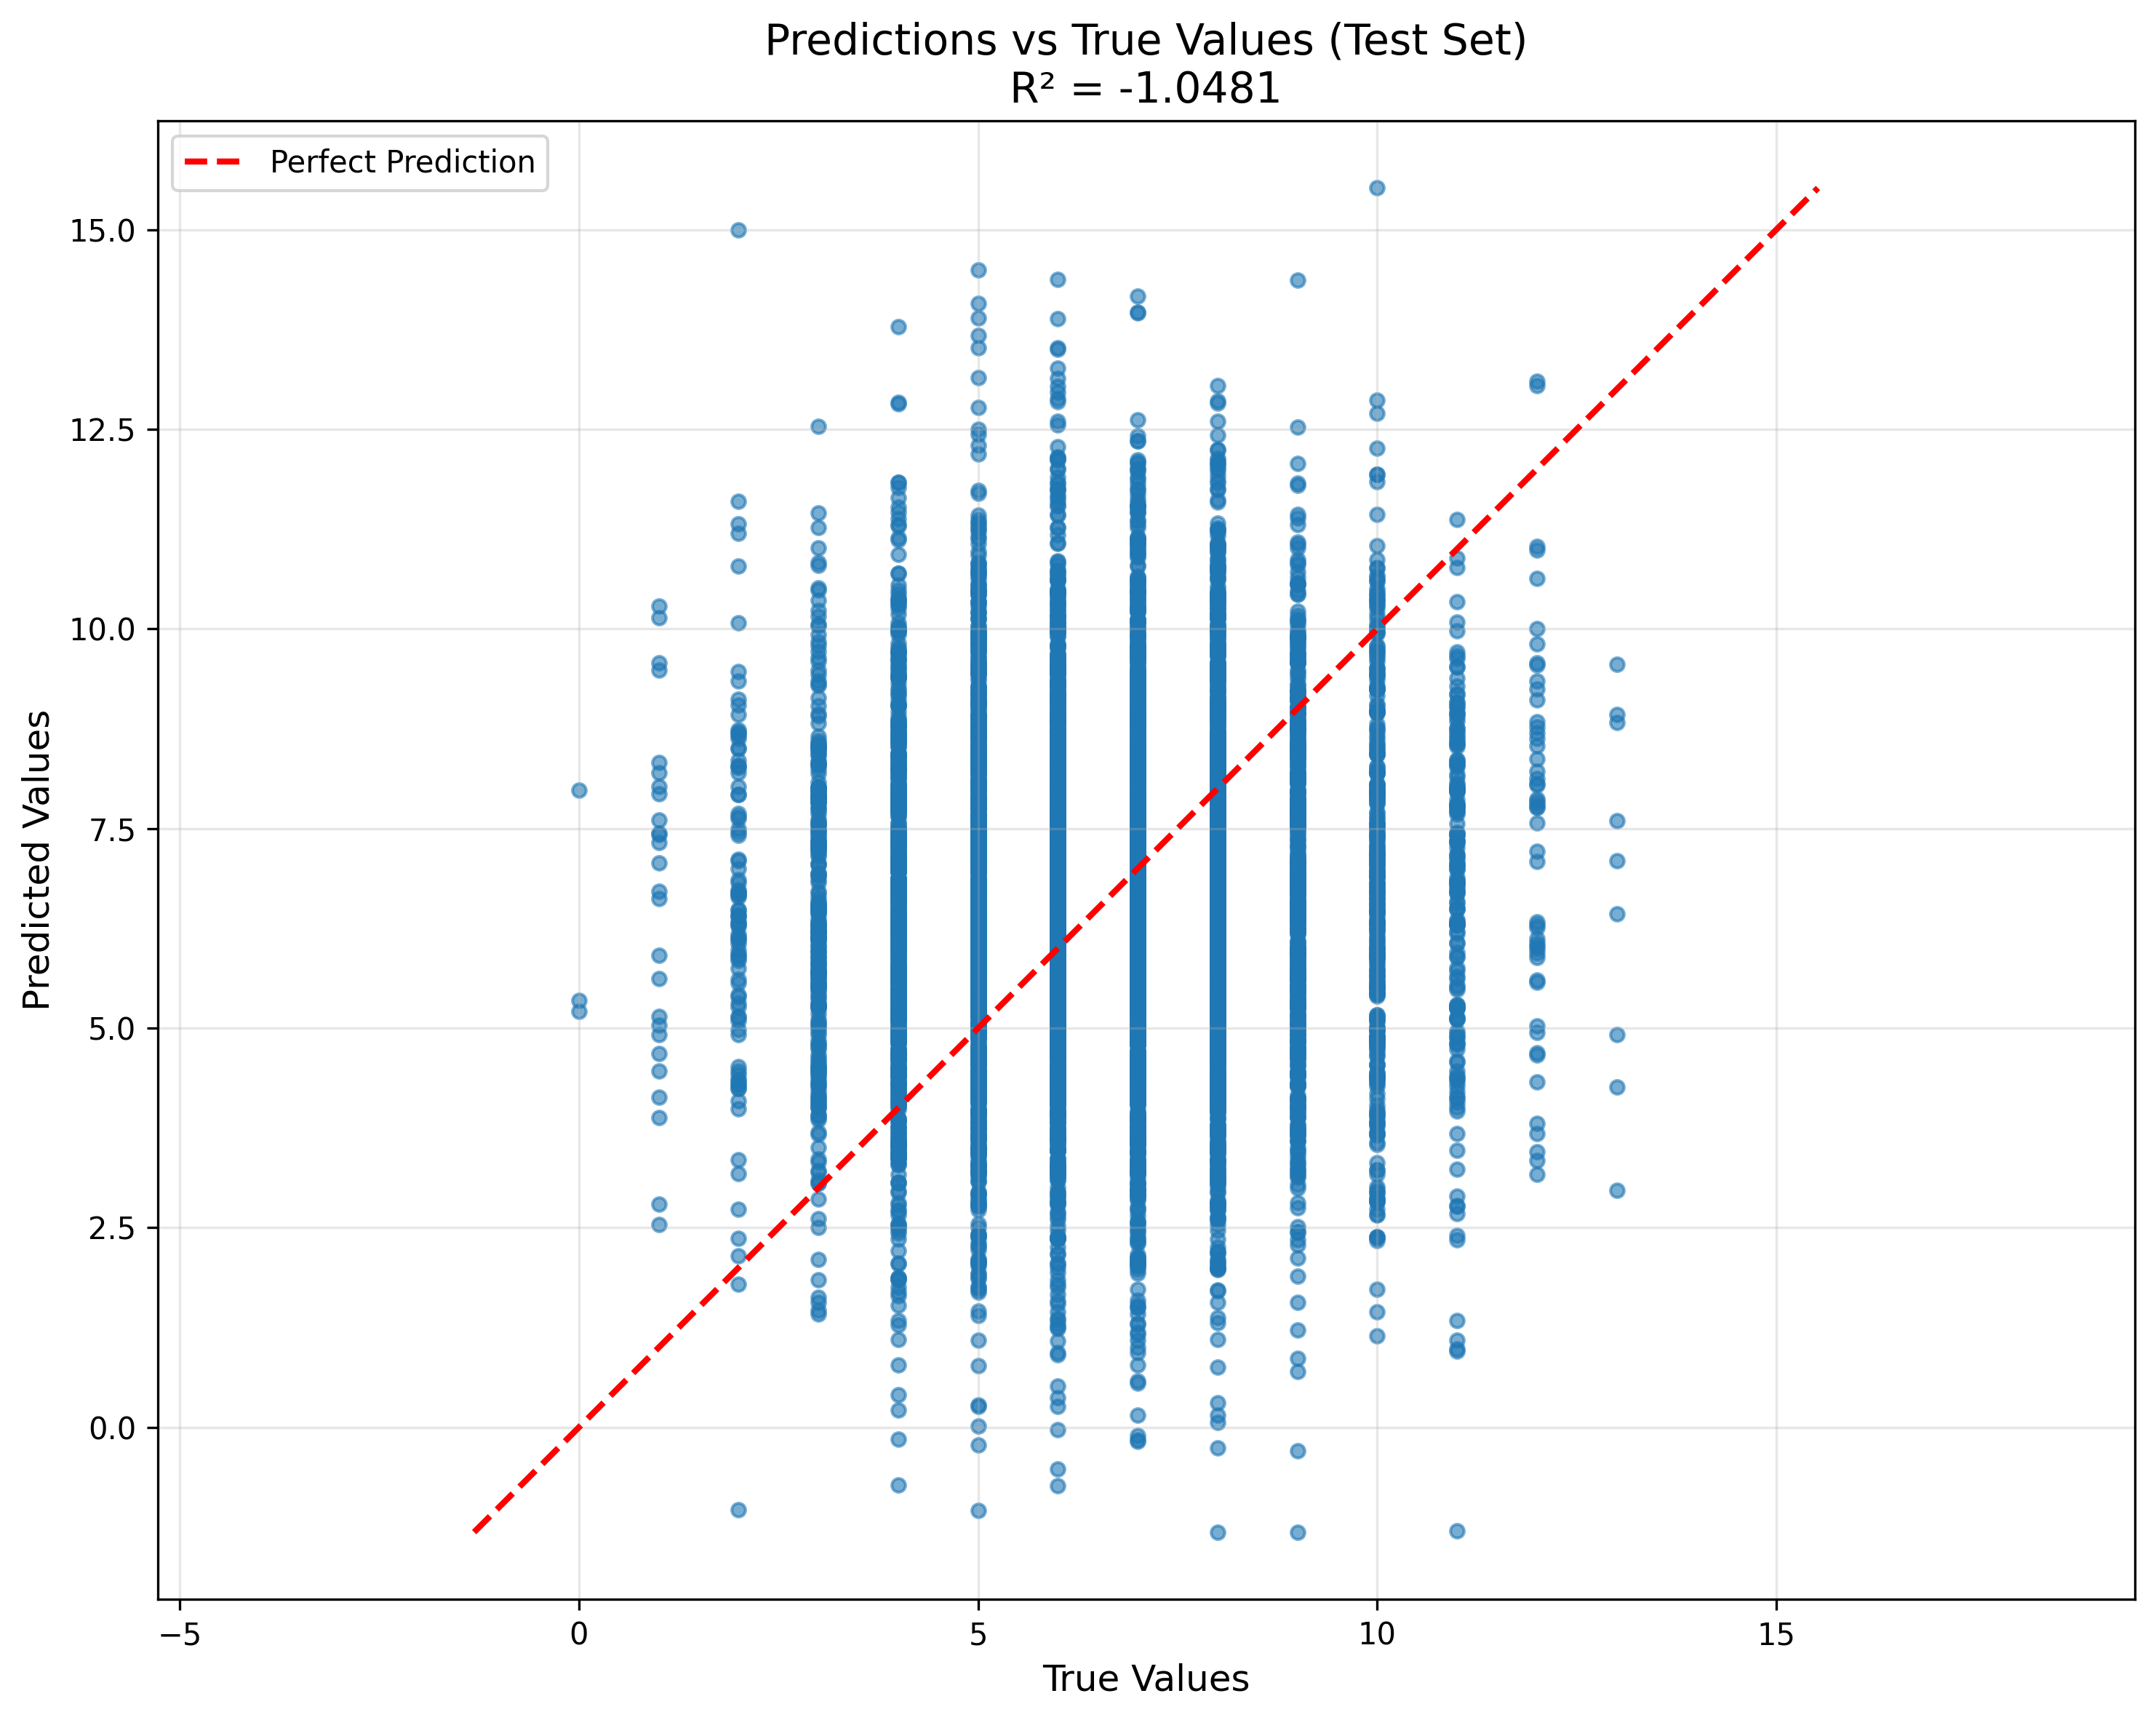 Predictions vs True Values (Test Set)
R² = -1.0481
Perfect Prediction
15.0
12.5
10.0
7.5
5.0
2.5
0.0
Predicted Values
−5 0 5 10 15
True Values